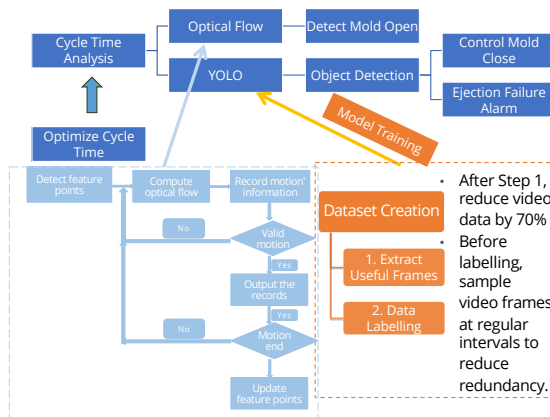 Cycle Time
Analysis
Optical Flow
Detect Mold Open
YOLO
Object Detection
Control Mold
Close
Ejection Failure
Alarm
Optimize Cycle
Time
Model Training
Detect feature
points
Compute
optical flow
Record motion'
information
No
Valid
motion
Yes
Output the
records
Yes
No
Motion
end
Update
feature points
Dataset Creation
1. Extract
Useful Frames
2. Data
Labelling
• After Step 1,
reduce video
data by 70%
• Before
labelling,
sample
video frames
at regular
intervals to
reduce
redundancy.